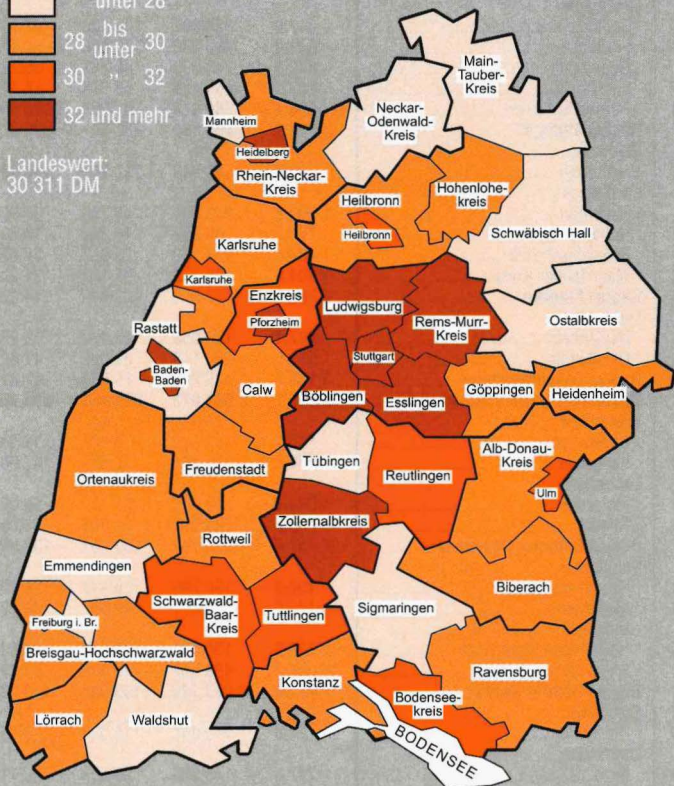 unter 28
28 bis unter 30
30 " 32
32 und mehr
Landeswert:
30 311 DM
Main-
Tauber-
Kreis
Neckar-
Odenwald-
Kreis
Mannheim
Heidelberg
Rhein-Neckar-
Kreis
Hohenlohe-
kreis
Heilbronn
Heilbronn
Schwäbisch Hall
Karlsruhe
Karlsruhe
Enzkreis
Pforzheim
Ludwigsburg
Rems-Murr-
Kreis
Ostalbkreis
Rastatt
Baden-
Baden
Stuttgart
Calw
Böblingen
Esslingen
Göppingen
Heidenheim
Freudenstadt
Tübingen
Reutlingen
Alb-Donau-
Kreis
Ulm
Ortenaukreis
Zollernalbkreis
Rottweil
Emmendingen
Biberach
Schwarzwald-
Baar-
Kreis
Tuttlingen
Sigmaringen
Freiburg i. Br.
Breisgau-Hochschwarzwald
Konstanz
Ravensburg
Bodensee-
kreis
Lörrach
Waldshut
BODENSEE